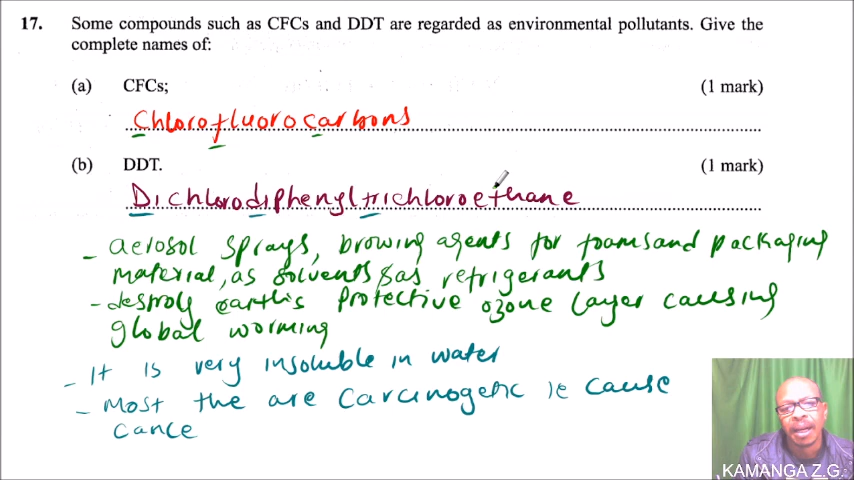 17. Some compounds such as CFCs and DDT are regarded as environmental pollutants. Give the
complete names of:
(a) CFCs; (1 mark)
Chlorofluorocarbons
(b) DDT. (1 mark)
Dichlorodiphenyltrichloroethane
- aerosol sprays, browing agents for foams and packaging
material, as solvents & as refrigerants
- destroy earth's protective ozone layer causing
global worming
- It is very insoluble in water
- Most the are carcinogenic ie cause
cance
KAMANGA Z.G.